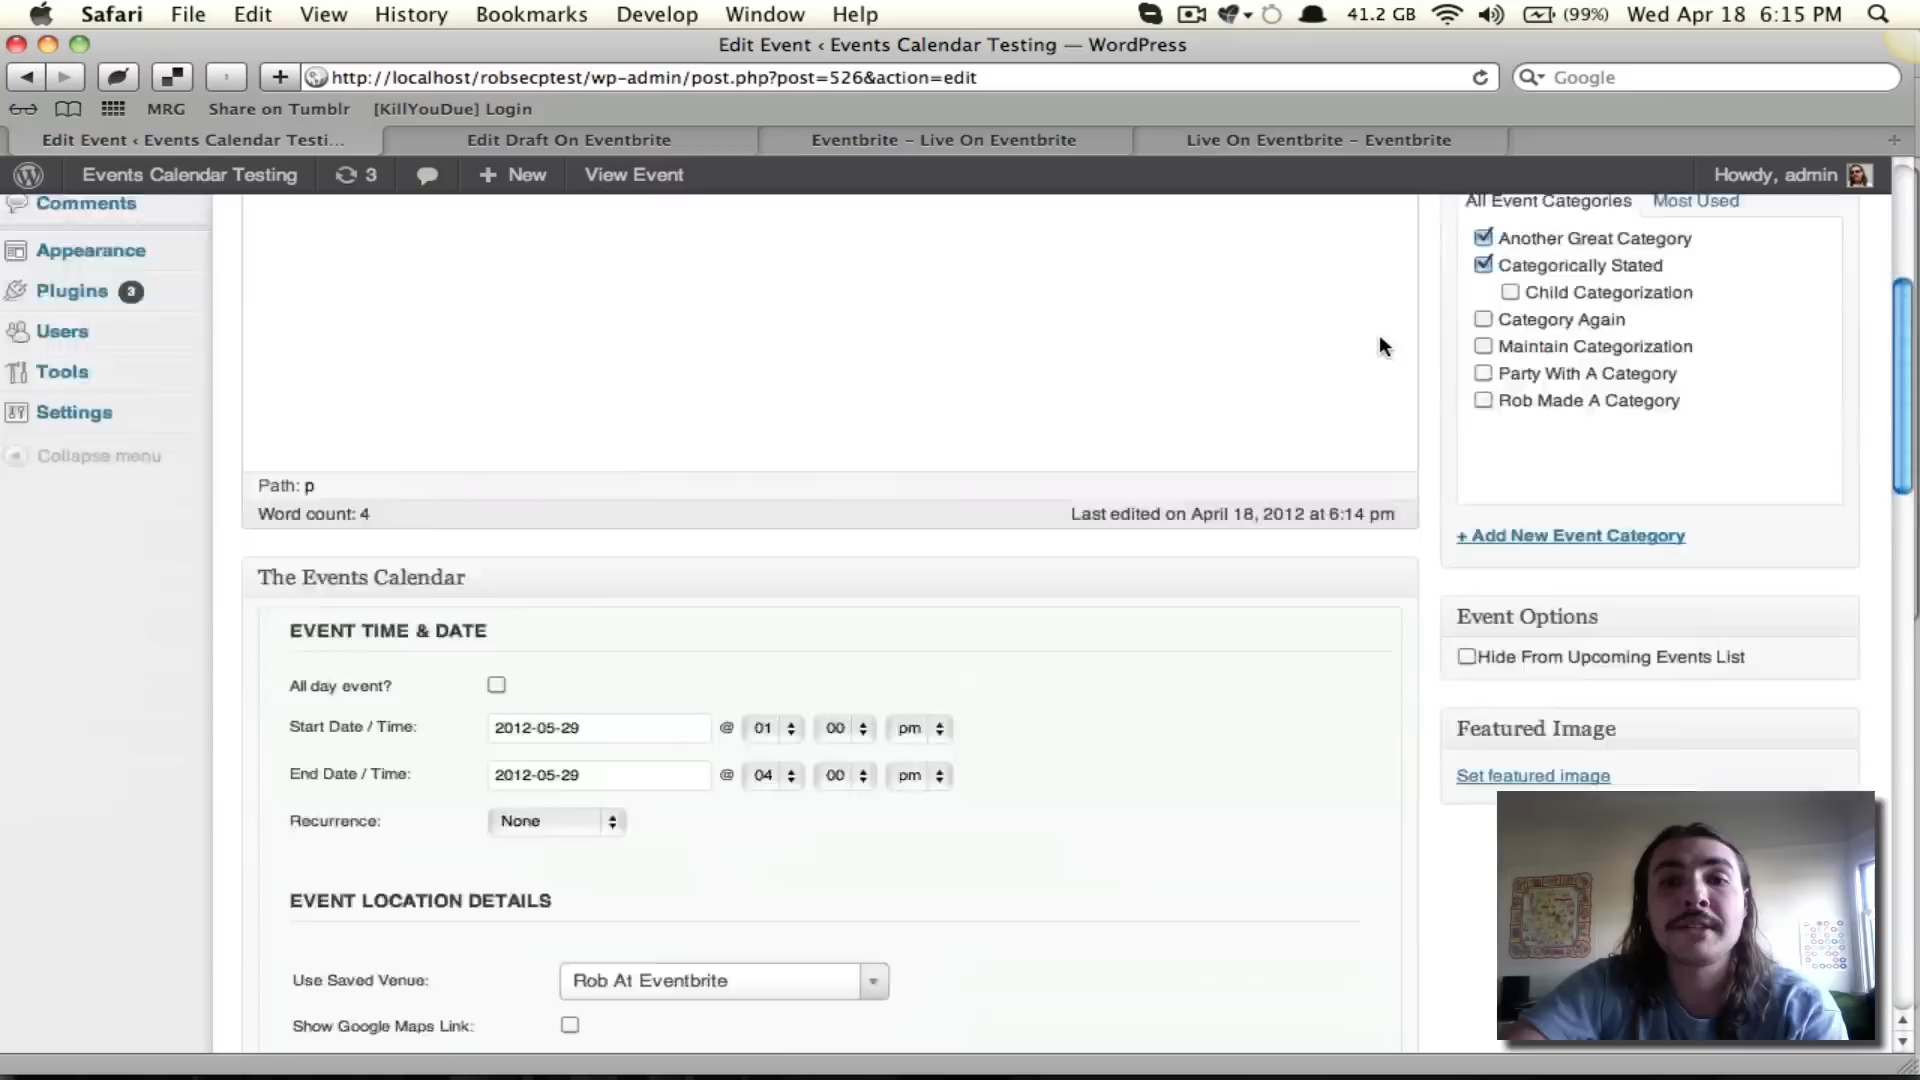 Safari File Edit View History Bookmarks Develop Window Help 41.2 GB (99%) Wed Apr 18 6:15 PM
Edit Event ‹ Events Calendar Testing — WordPress
http://localhost/robsecptest/wp-admin/post.php?post=526&action=edit Google
MRG Share on Tumblr [KillYouDue] Login
Edit Event ‹ Events Calendar Testi... Edit Draft On Eventbrite Eventbrite – Live On Eventbrite Live On Eventbrite – Eventbrite
Events Calendar Testing 3 + New View Event Howdy, admin
Comments
Appearance
Plugins 3
Users
Tools
Settings
Collapse menu
Path: p
Word count: 4 Last edited on April 18, 2012 at 6:14 pm
The Events Calendar
EVENT TIME & DATE
All day event?
Start Date / Time: 2012-05-29 @ 01 00 pm
End Date / Time: 2012-05-29 @ 04 00 pm
Recurrence: None
EVENT LOCATION DETAILS
Use Saved Venue: Rob At Eventbrite
Show Google Maps Link:
All Event Categories Most Used
Another Great Category
Categorically Stated
Child Categorization
Category Again
Maintain Categorization
Party With A Category
Rob Made A Category
+ Add New Event Category
Event Options
Hide From Upcoming Events List
Featured Image
Set featured image